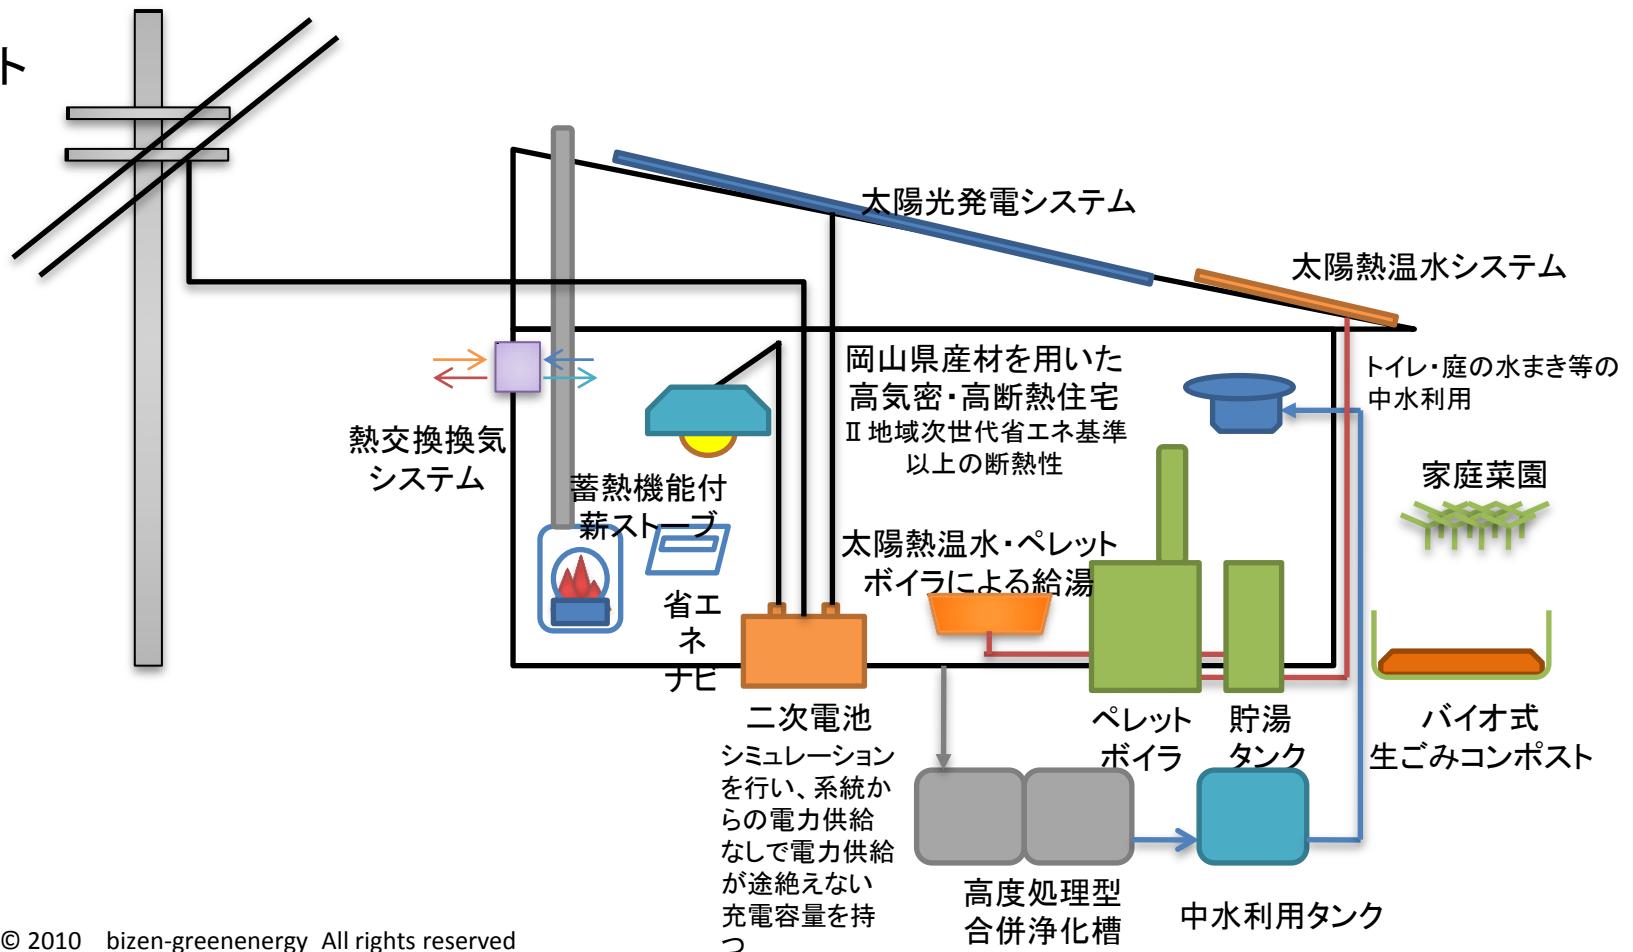 ト
太陽光発電システム
太陽熱温水システム
岡山県産材を用いた
高気密・高断熱住宅
Ⅱ地域次世代省エネ基準
以上の断熱性
トイレ・庭の水まき等の
中水利用
熱交換換気
システム
蓄熱機能付
薪ストーブ
家庭菜園
太陽熱温水・ペレット
ボイラによる給湯
省エ
ネ
ナビ
二次電池
シミュレーション
を行い、系統か
らの電力供給
なしで電力供給
が途絶えない
充電容量を持
つ
ペレット
ボイラ
貯湯
タンク
バイオ式
生ごみコンポスト
高度処理型
合併浄化槽
中水利用タンク
© 2010 bizen-greenenergy All rights reserved